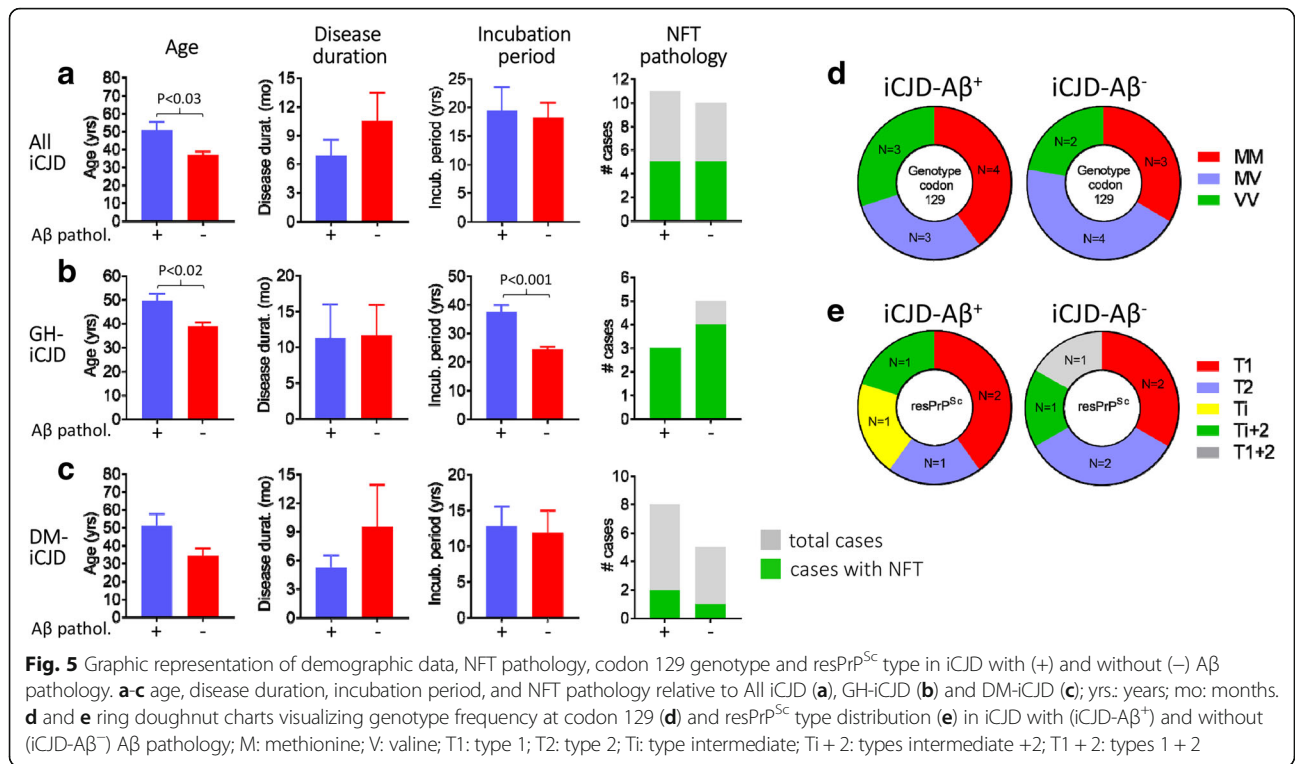 Age
Disease duration
Incubation period
NFT pathology
a
All iCJD
Age (yrs)
80
70
60
50
40
30
20
10
0
P<0.03
Disease durat. (mo)
15
12
9
6
3
0
Incub. period (yrs)
25
20
15
10
5
0
# cases
12
10
8
6
4
2
0
Aβ pathol. + - + - + - + -
b
GH-iCJD
Age (yrs)
60
50
40
30
20
10
0
P<0.02
Disease durat. (mo)
20
15
10
5
0
Incub. period (yrs)
50
40
30
20
10
0
P<0.001
# cases
6
5
4
3
2
1
0
+ - + - + - + -
c
DM-iCJD
Age (yrs)
80
70
60
50
40
30
20
10
0
Disease durat. (mo)
15
12
9
6
3
0
Incub. period (yrs)
20
15
10
5
0
# cases
10
8
6
4
2
0
Aβ pathol. + - + - + - + -
total cases
cases with NFT
d
iCJD-Aβ⁺
iCJD-Aβ⁻
N=3
N=4
N=3
Genotype codon 129
N=2
N=3
N=4
Genotype codon 129
MM
MV
VV
e
iCJD-Aβ⁺
iCJD-Aβ⁻
N=1
N=2
N=1
N=1
resPrPSc
N=1
N=2
N=1
N=2
resPrPSc
T1
T2
Ti
Ti+2
T1+2
Fig. 5 Graphic representation of demographic data, NFT pathology, codon 129 genotype and resPrPSc type in iCJD with (+) and without (−) Aβ
pathology. a-c age, disease duration, incubation period, and NFT pathology relative to All iCJD (a), GH-iCJD (b) and DM-iCJD (c); yrs.: years; mo: months.
d and e ring doughnut charts visualizing genotype frequency at codon 129 (d) and resPrPSc type distribution (e) in iCJD with (iCJD-Aβ⁺) and without
(iCJD-Aβ⁻) Aβ pathology; M: methionine; V: valine; T1: type 1; T2: type 2; Ti: type intermediate; Ti + 2: types intermediate +2; T1 + 2: types 1 + 2